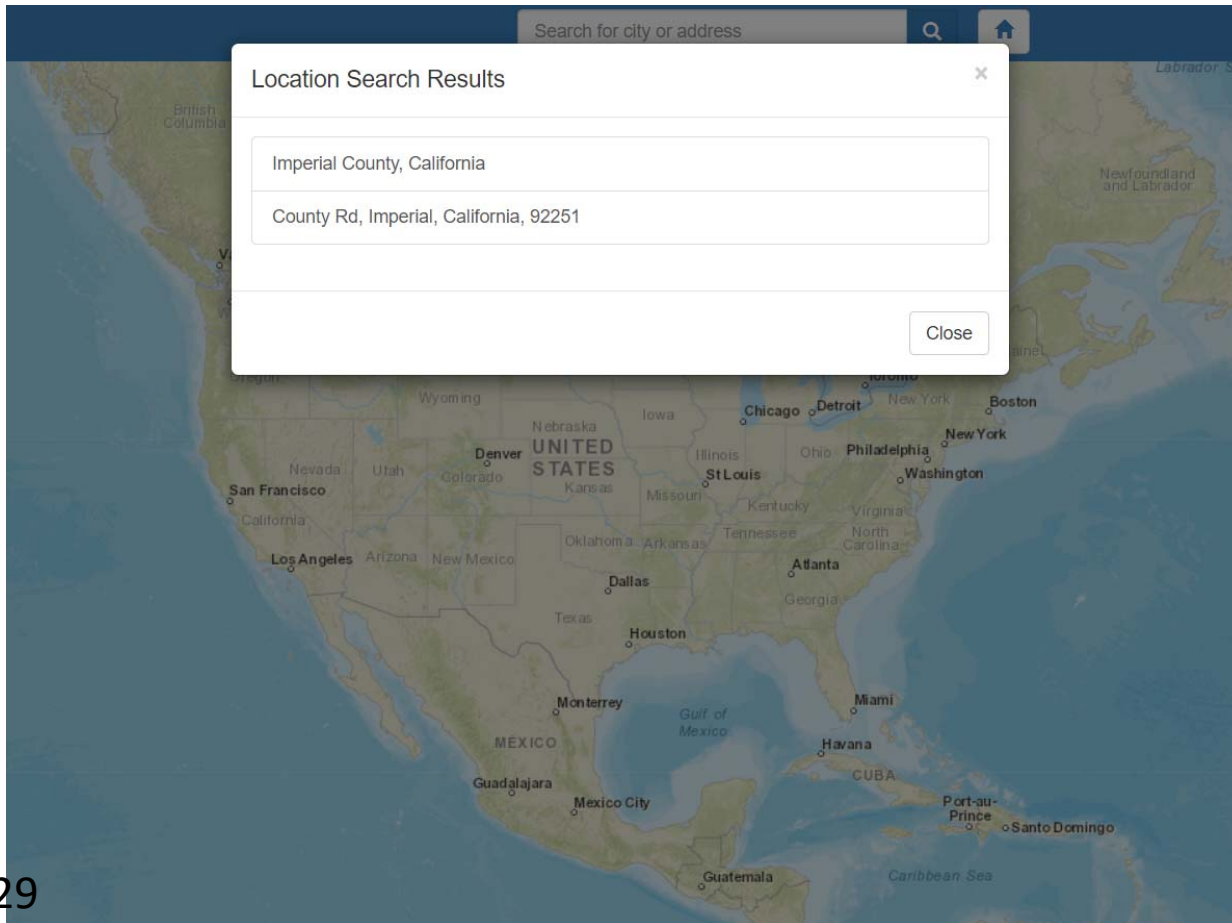 Search for city or address
Location Search Results
×
Labrador
British
Columbia
Imperial County, California
Newfoundland
and Labrador
County Rd, Imperial, California, 92251
Close
Toronto
Oregon
Wyoming
Iowa
Chicago
Detroit
New York
Boston
Nebraska
New York
UNITED
STATES
Denver
Illinois
Ohio
Philadelphia
Nevada
Utah
Colorado
Kansas
St Louis
Washington
San Francisco
Missouri
Kentucky
Virginia
California
Oklahoma
Arkansas
Tennessee
North
Carolina
Los Angeles
Arizona
New Mexico
Atlanta
Dallas
Georgia
Texas
Houston
Monterrey
Gulf of
Mexico
Miami
MÉXICO
Havana
CUBA
Guadalajara
Mexico City
Port-au-
Prince
Santo Domingo
Guatemala
Caribbean Sea
29